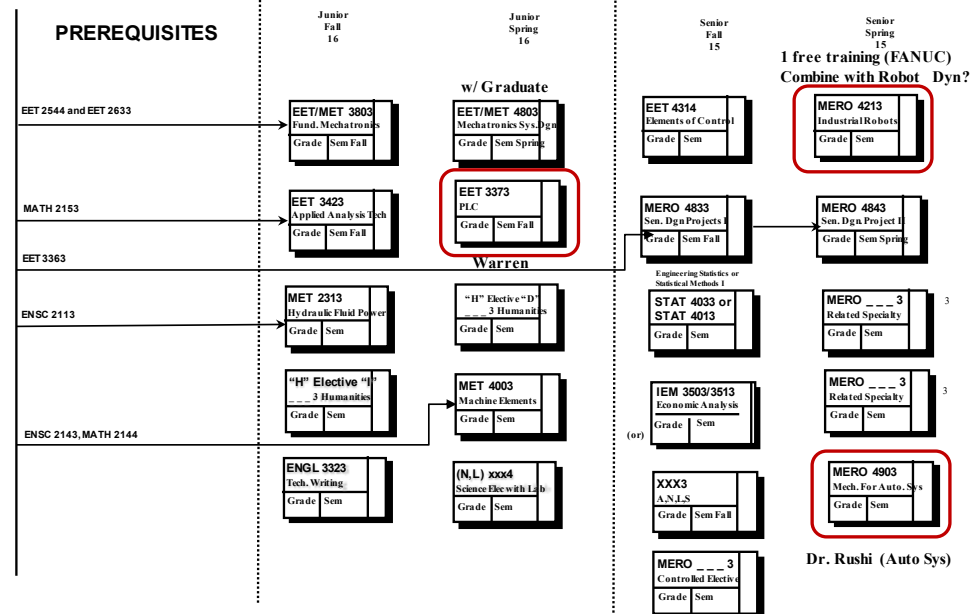 PREREQUISITES
Junior
Fall
16
Junior
Spring
16
Senior
Fall
15
Senior
Spring
15
1 free training (FANUC)
Combine with Robot Dyn?
w/ Graduate
EET 2544 and EET 2633
EET/MET 3803
Fund. Mechatronics
Grade Sem Fall
EET/MET 4803
Mechatronics Sys.Dgn
Grade Sem Spring
EET 4314
Elements of Control
Grade Sem
MERO 4213
Industrial Robots
Grade Sem
MATH 2153
EET 3423
Applied Analysis Tech
Grade Sem Fall
EET 3373
PLC
Grade Sem Fall
Warren
MERO 4833
Sen. Dgn Projects I
Grade Sem Fall
MERO 4843
Sen. Dgn. Project II
Grade Sem Spring
EET 3363
Engineering Statistics or
Statistical Methods I
ENSC 2113
MET 2313
Hydraulic Fluid Power
Grade Sem
"H" Elective "D"
_ _ _ 3 Humanities
Grade Sem
STAT 4033 or
STAT 4013
Grade Sem
MERO _ _ _ 3
Related Specialty
Grade Sem
3
"H" Elective "I"
_ _ _ 3 Humanities
Grade Sem
MET 4003
Machine Elements
Grade Sem
(or)
IEM 3503/3513
Economic Analysis
Grade Sem
MERO _ _ _ 3
Related Specialty
Grade Sem
3
ENSC 2143, MATH 2144
ENGL 3323
Tech. Writing
Grade Sem
(N,L) xxx4
Science Elec with Lab
Grade Sem
XXX3
A,N,L,S
Grade Sem Fall
MERO 4903
Mech. For Auto. Sys
Grade Sem
Dr. Rushi (Auto Sys)
MERO _ _ _ 3
Controlled Elective
Grade Sem